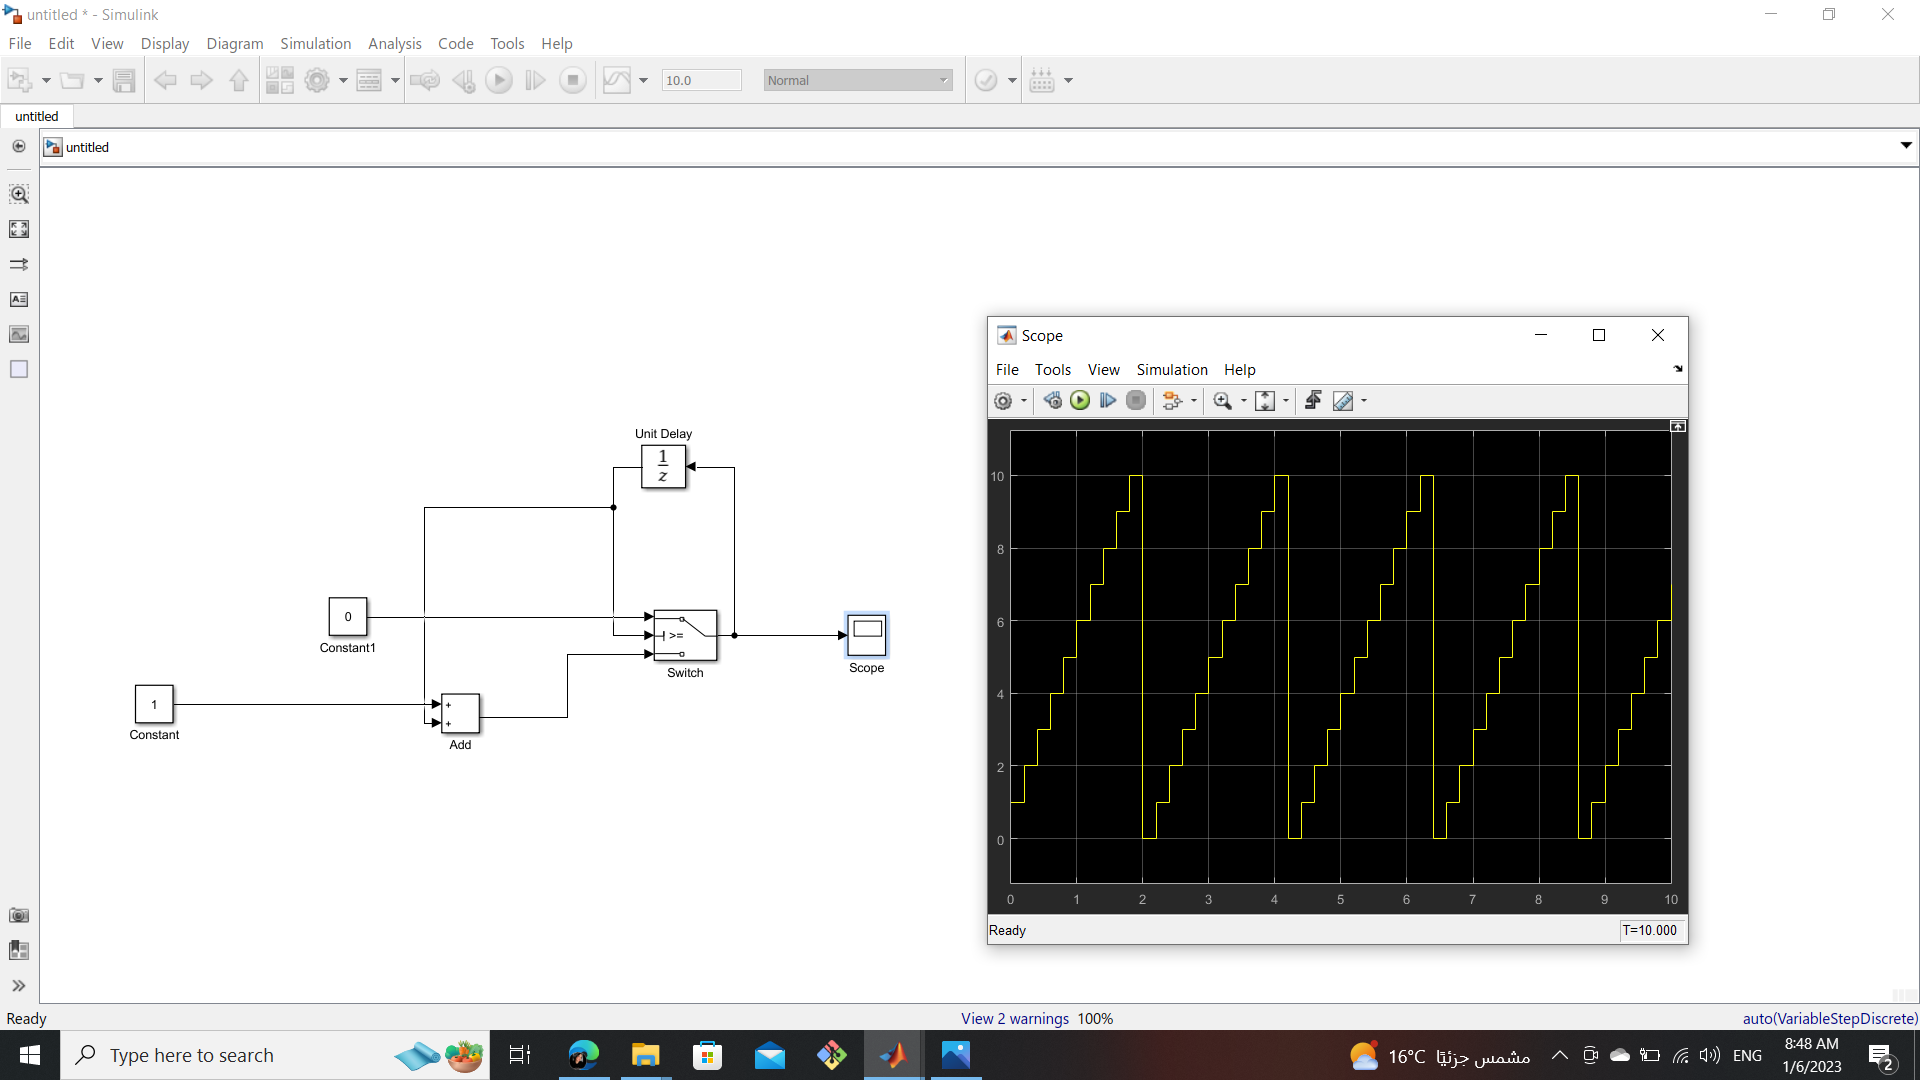 untitled * - Simulink
File Edit View Display Diagram Simulation Analysis Code Tools Help
10.0 Normal
untitled
untitled
Unit Delay
1
z
0
Constant1
>=
Switch
Scope
1
Constant
+
+
Add
Scope
File Tools View Simulation Help
10
8
6
4
2
0
0 1 2 3 4 5 6 7 8 9 10
Ready T=10.000
Ready View 2 warnings 100% auto(VariableStepDiscrete)
Type here to search
16°C مشمس جزئيًا
ENG
8:48 AM
1/6/2023
2